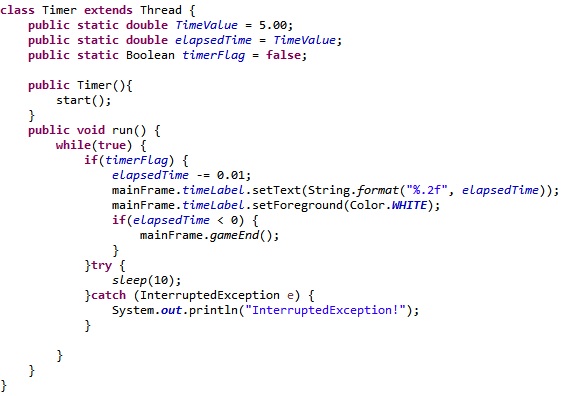 class Timer extends Thread {
    public static double TimeValue = 5.00;
    public static double elapsedTime = TimeValue;
    public static Boolean timerFlag = false;

    public Timer(){
        start();
    }
    public void run() {
        while(true) {
            if(timerFlag) {
                elapsedTime -= 0.01;
                mainFrame.timeLabel.setText(String.format("%.2f", elapsedTime));
                mainFrame.timeLabel.setForeground(Color.WHITE);
                if(elapsedTime < 0) {
                    mainFrame.gameEnd();
                }
            }try {
                sleep(10);
            }catch (InterruptedException e) {
                System.out.println("InterruptedException!");
            }

        }
    }
}